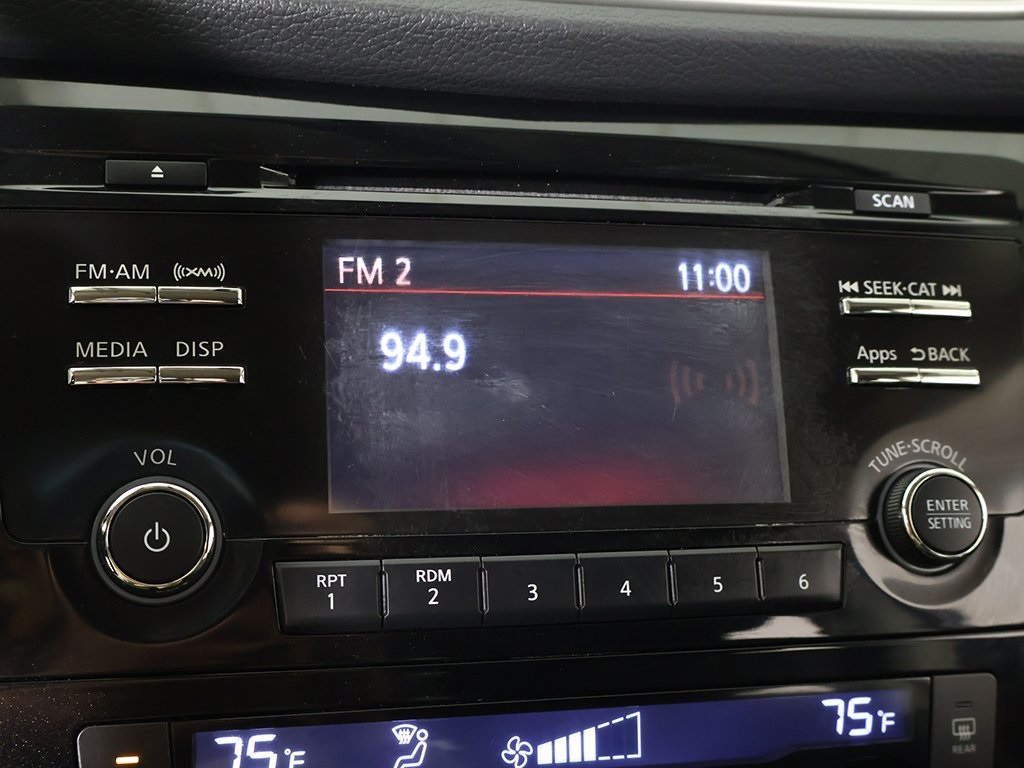 SCAN
FM·AM ((XM))
FM 2 11:00
SEEK·CAT
94.9
MEDIA DISP
Apps BACK
VOL
TUNE·SCROLL
ENTER
SETTING
RPT
1
RDM
2
3
4
5
6
75°F
75°F
REAR